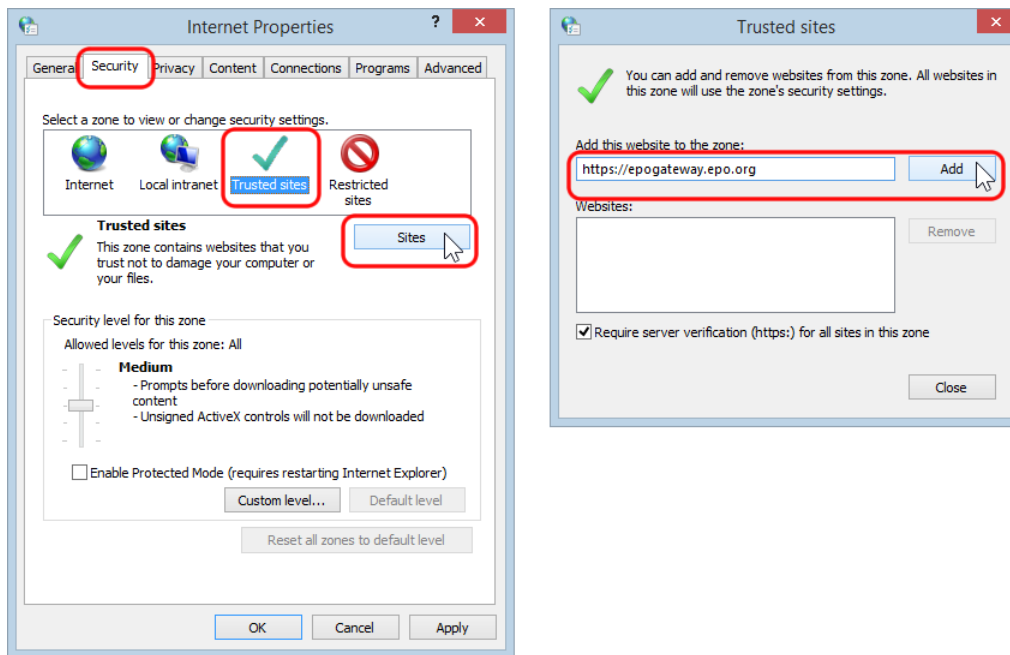 Internet Properties
?
General Security Privacy Content Connections Programs Advanced
Select a zone to view or change security settings.
Internet Local intranet Trusted sites Restricted
sites
Trusted sites
Sites
This zone contains websites that you
trust not to damage your computer or
your files.
Security level for this zone
Allowed levels for this zone: All
Medium
- Prompts before downloading potentially unsafe
content
- Unsigned ActiveX controls will not be downloaded
Enable Protected Mode (requires restarting Internet Explorer)
Custom level... Default level
Reset all zones to default level
OK Cancel Apply
Trusted sites
You can add and remove websites from this zone. All websites in
this zone will use the zone's security settings.
Add this website to the zone:
https://epogateway.epo.org Add
Websites:
Remove
Require server verification (https:) for all sites in this zone
Close